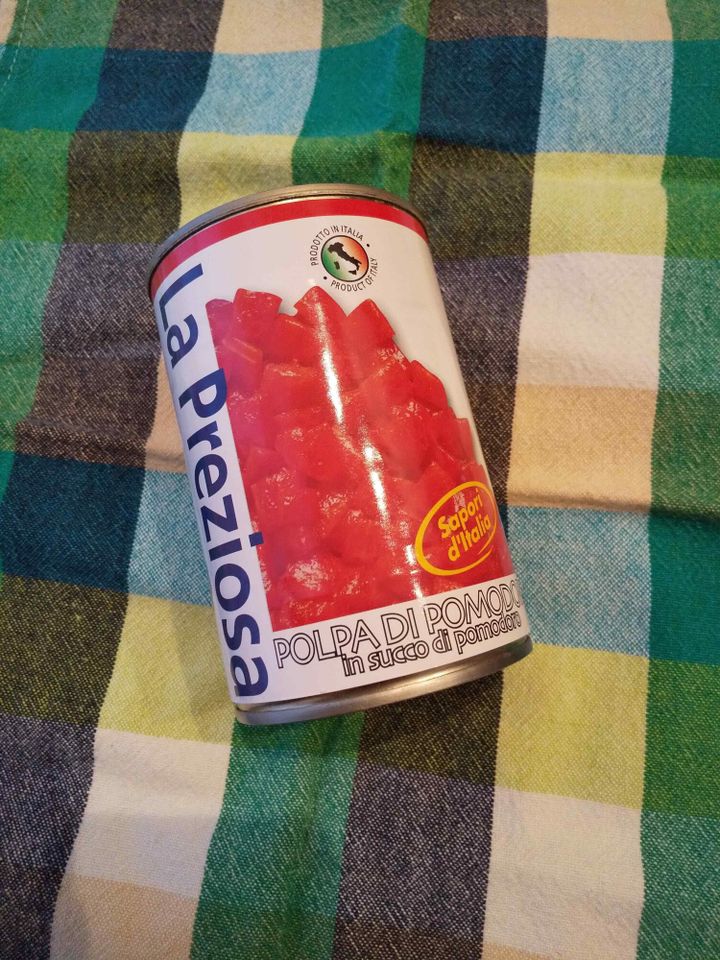 PRODOTTO IN ITALIA
PRODUCT OF ITALY
La Preziosa
Sapori
d'Italia
POLPA DI POMODO
in succo di pomodoro